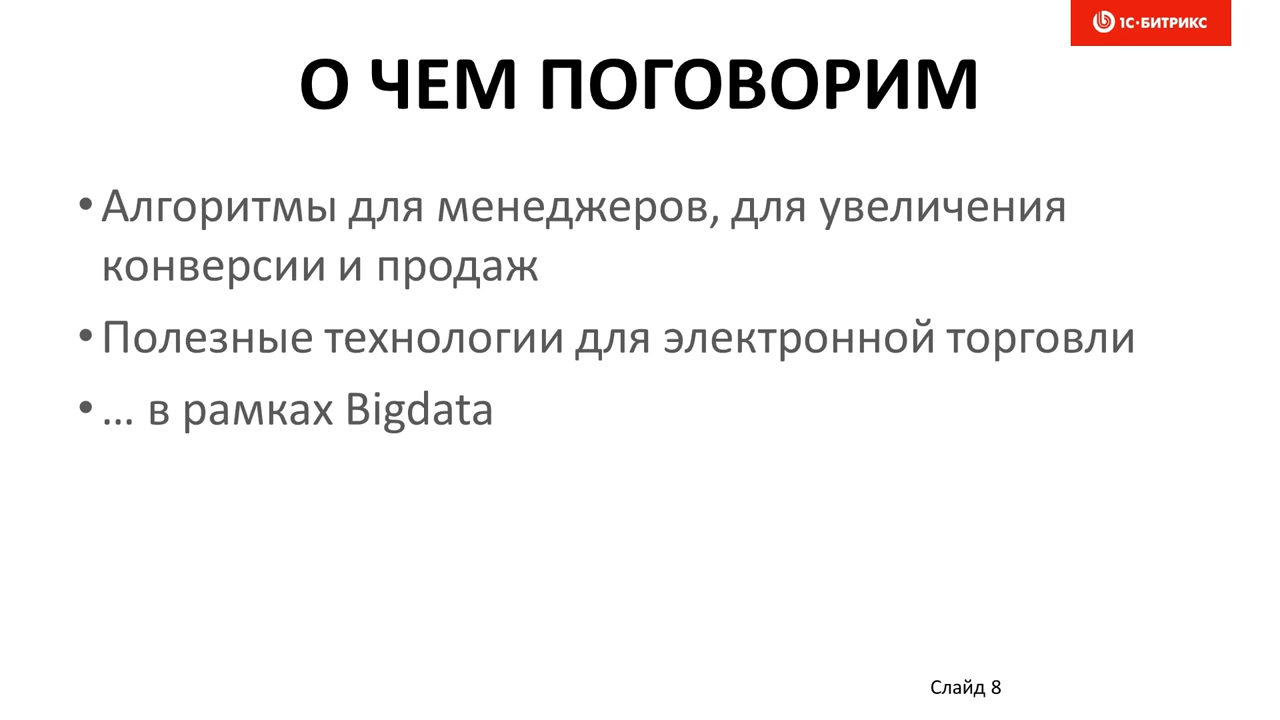 1С·БИТРИКС
О ЧЕМ ПОГОВОРИМ
• Алгоритмы для менеджеров, для увеличения
конверсии и продаж
• Полезные технологии для электронной торговли
• … в рамках Bigdata
Слайд 8